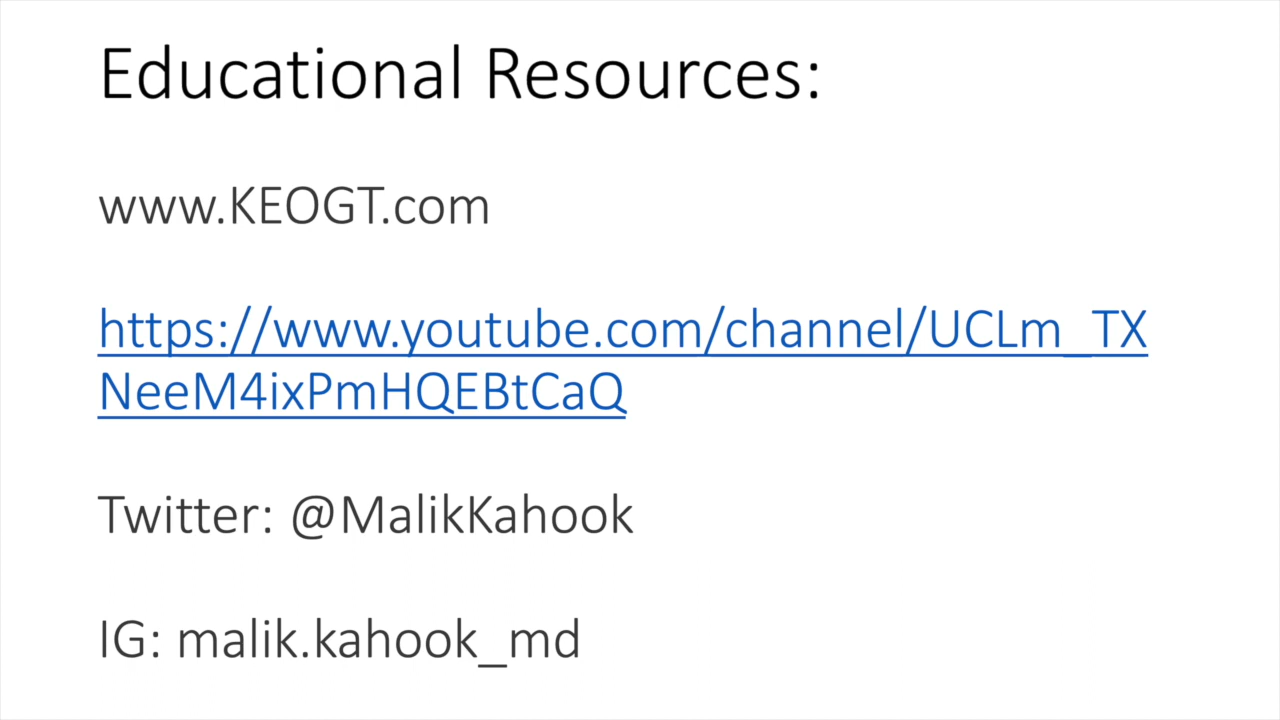 Educational Resources:
www.KEOGT.com
https://www.youtube.com/channel/UCLm_TX
NeeM4ixPmHQEBtCaQ
Twitter: @MalikKahook
IG: malik.kahook_md